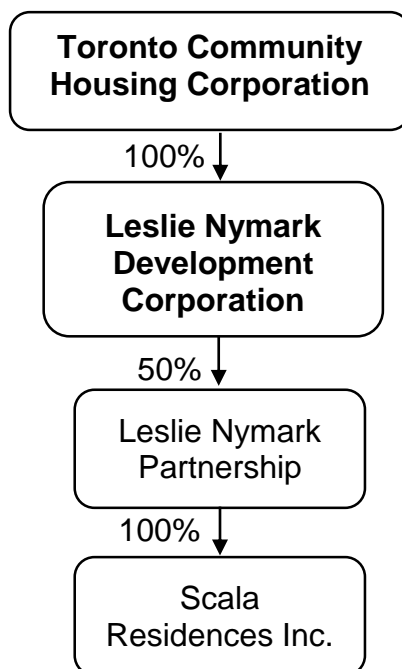 Toronto Community
Housing Corporation
100%
Leslie Nymark
Development
Corporation
50%
Leslie Nymark
Partnership
100%
Scala
Residences Inc.